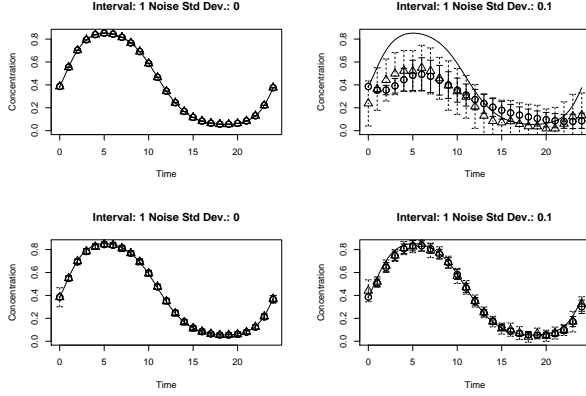 Interval: 1 Noise Std Dev.: 0
Interval: 1 Noise Std Dev.: 0.1
Concentration
0.0 0.2 0.4 0.6 0.8
0 5 10 15 20
Time
Concentration
0.0 0.2 0.4 0.6 0.8
0 5 10 15 20
Time
Interval: 1 Noise Std Dev.: 0
Interval: 1 Noise Std Dev.: 0.1
Concentration
0.0 0.2 0.4 0.6 0.8
0 5 10 15 20
Time
Concentration
0.0 0.2 0.4 0.6 0.8
0 5 10 15 20
Time